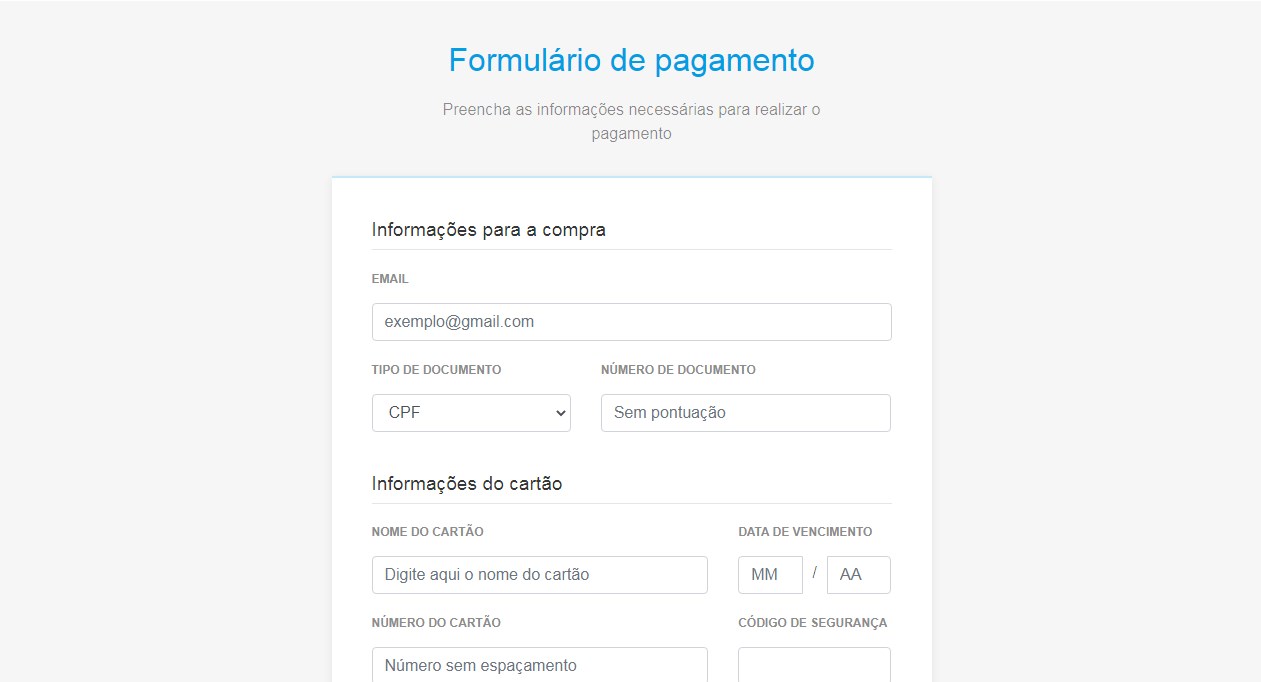 Formulário de pagamento
Preencha as informações necessárias para realizar o
pagamento
Informações para a compra
EMAIL
exemplo@gmail.com
TIPO DE DOCUMENTO
NÚMERO DE DOCUMENTO
CPF
Sem pontuação
Informações do cartão
NOME DO CARTÃO
DATA DE VENCIMENTO
Digite aqui o nome do cartão
MM / AA
NÚMERO DO CARTÃO
CÓDIGO DE SEGURANÇA
Número sem espaçamento